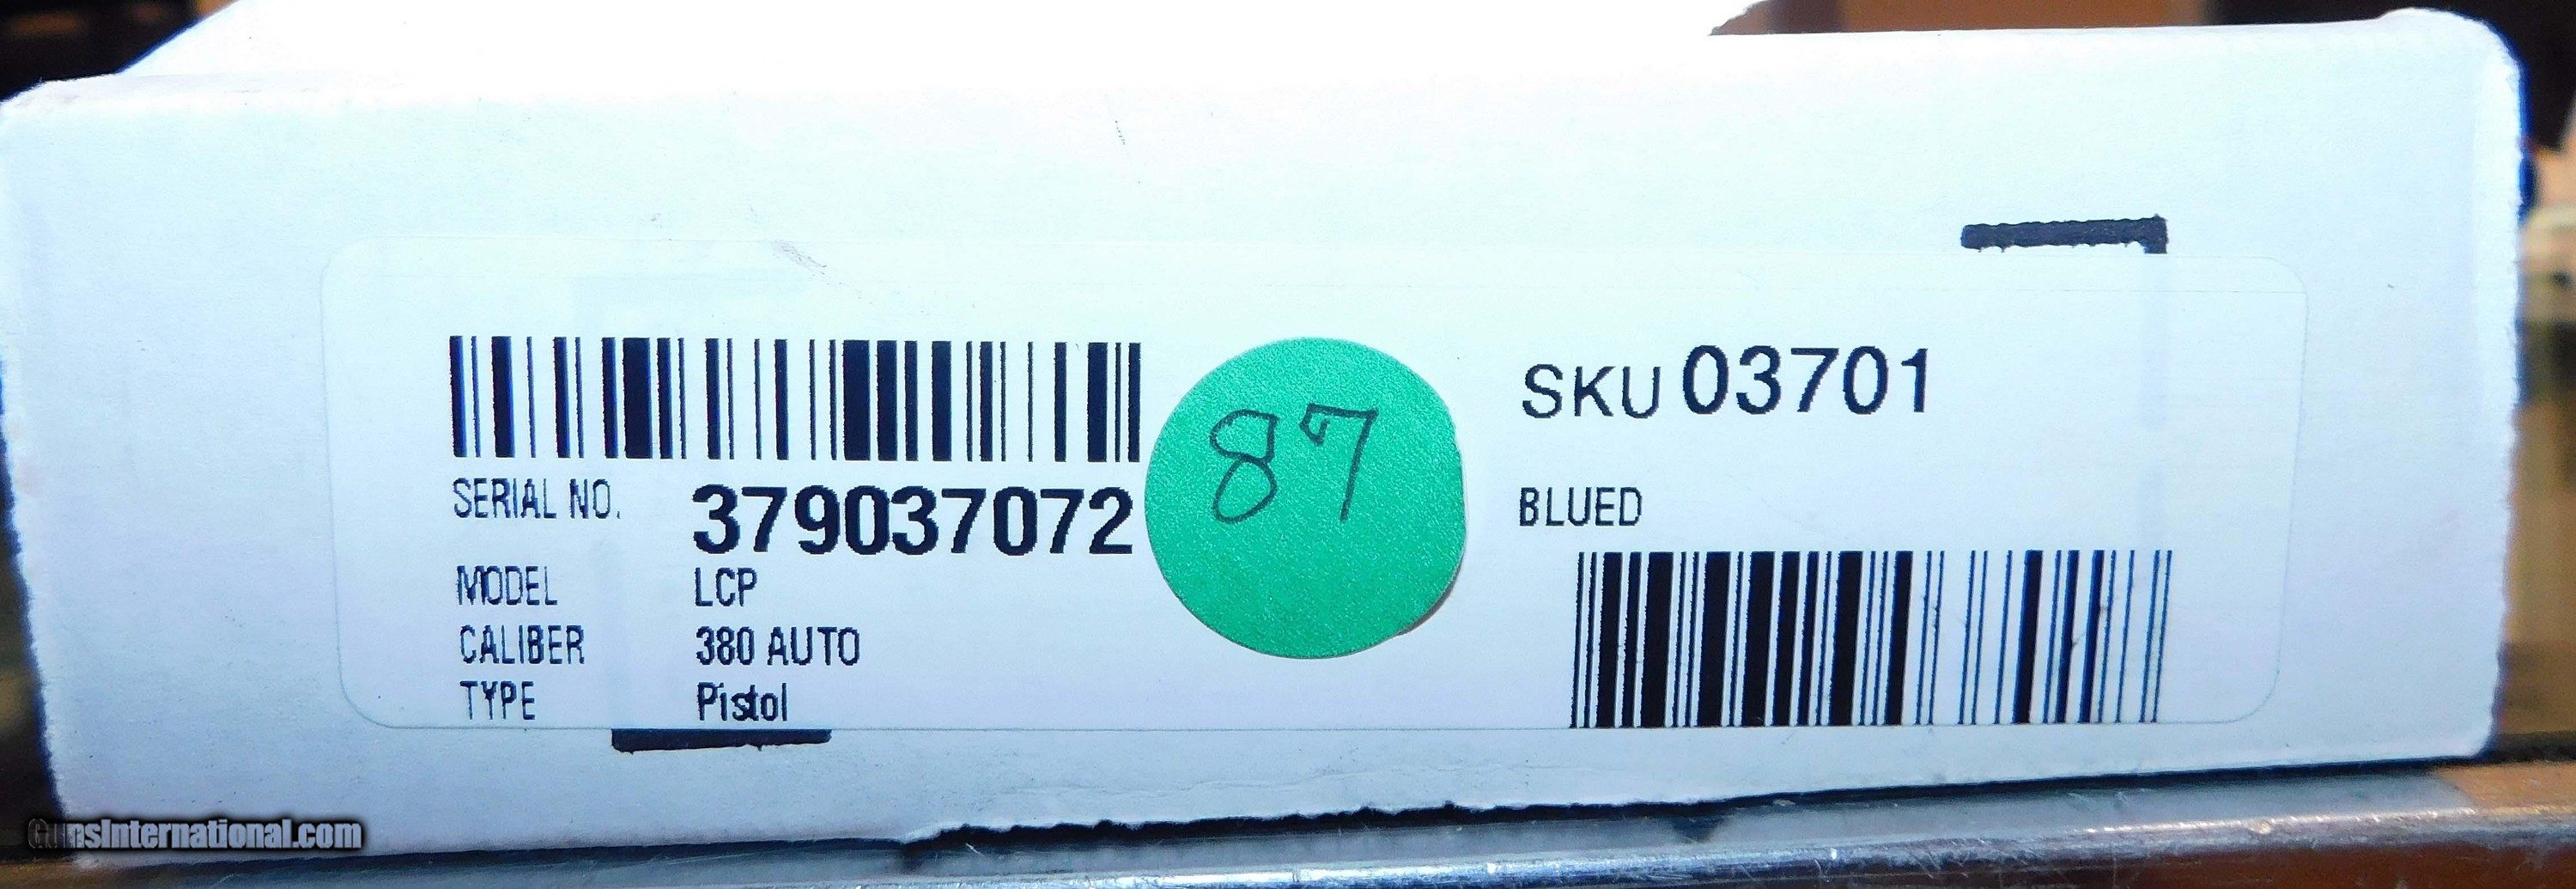 SERIAL NO. 379037072
MODEL LCP
CALIBER 380 AUTO
TYPE Pistol
87
SKU 03701
BLUED
GunsInternational.com